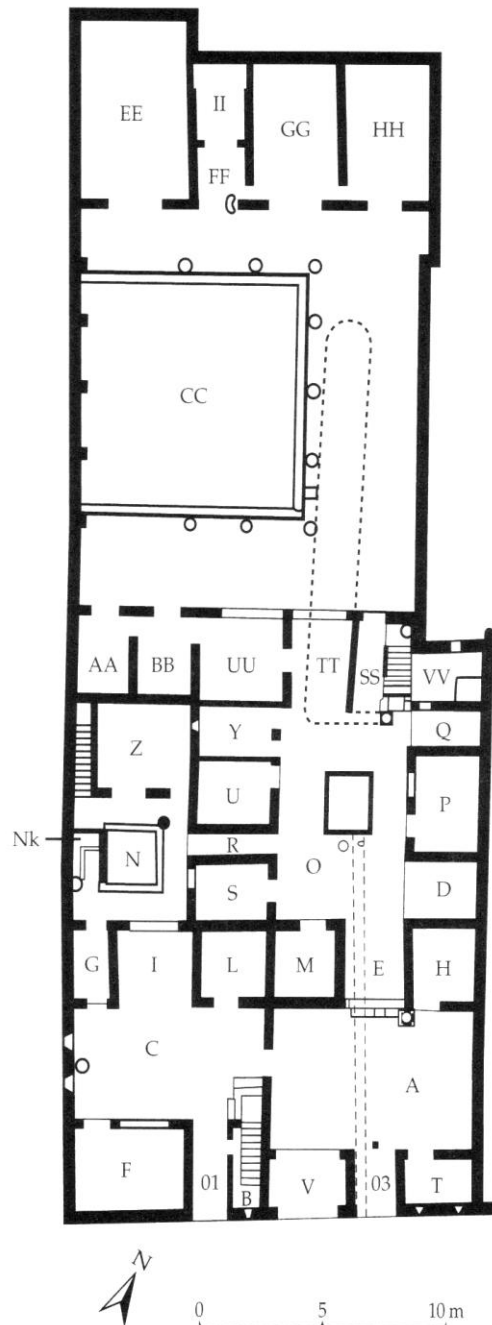 EE II GG HH
FF
CC
AA BB UU TT SS VV
Z Y Q
U P
Nk N R O
S D
G I L M E H
C A
F 01 B V 03 T
N
0 5 10 m